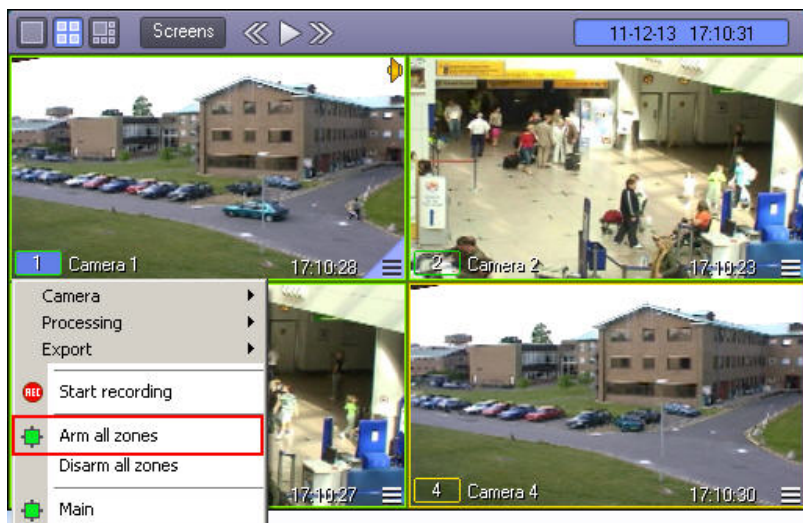 Screens
11-12-13 17:10:31
1 Camera 1 17:10:28
2 Camera 2 17:10:23
Camera
Processing
Export
REC Start recording
Arm all zones
Disarm all zones
Main
17:10:27
4 Camera 4 17:10:30